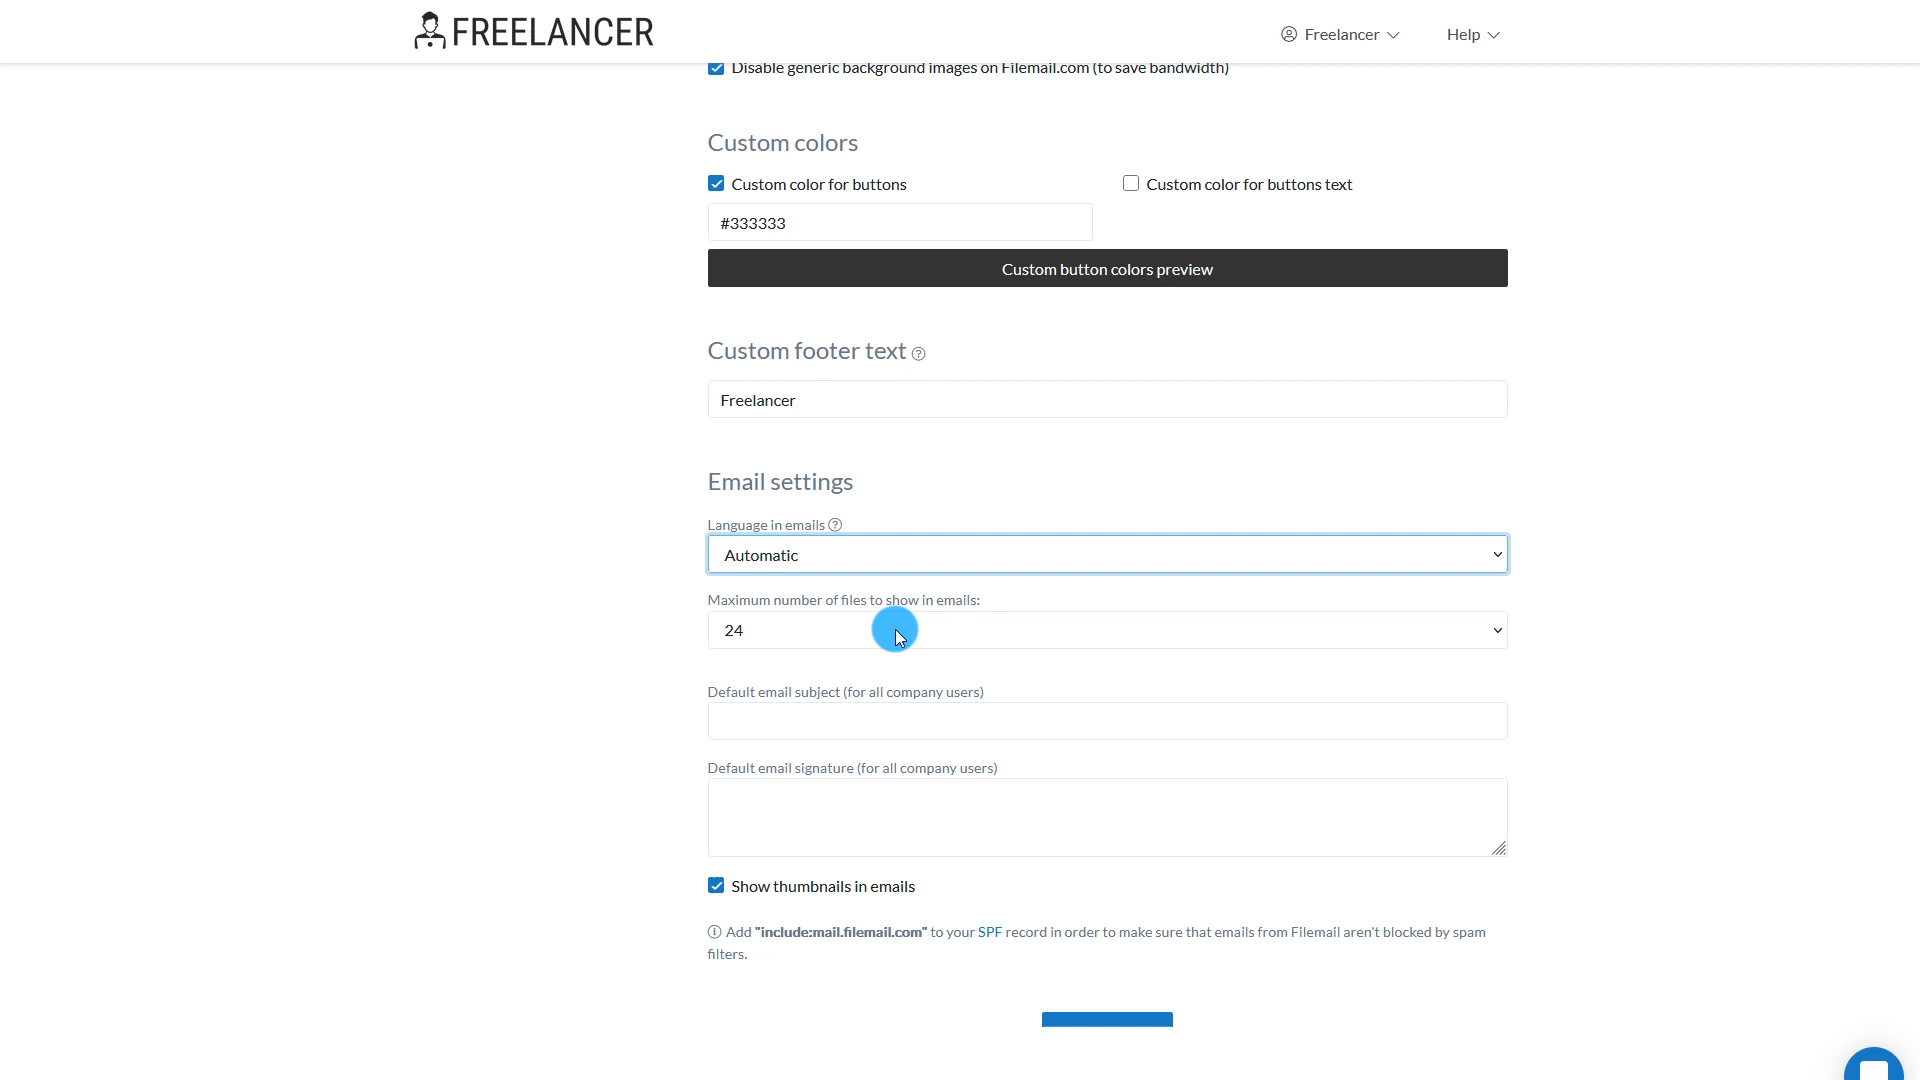 FREELANCER
Freelancer
Help
Disable generic background images on Filemail.com (to save bandwidth)
Custom colors
Custom color for buttons
Custom color for buttons text
#333333
Custom button colors preview
Custom footer text
Freelancer
Email settings
Language in emails
Automatic
Maximum number of files to show in emails:
24
Default email subject (for all company users)
Default email signature (for all company users)
Show thumbnails in emails
Add "include:mail.filemail.com" to your SPF record in order to make sure that emails from Filemail aren't blocked by spam
filters.